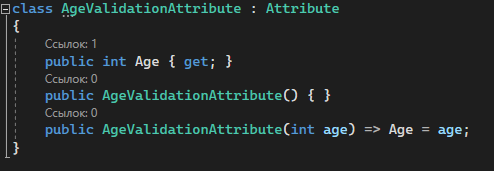 class AgeValidationAttribute : Attribute
{
Ссылок: 1
public int Age { get; }
Ссылок: 0
public AgeValidationAttribute() { }
Ссылок: 0
public AgeValidationAttribute(int age) => Age = age;
}